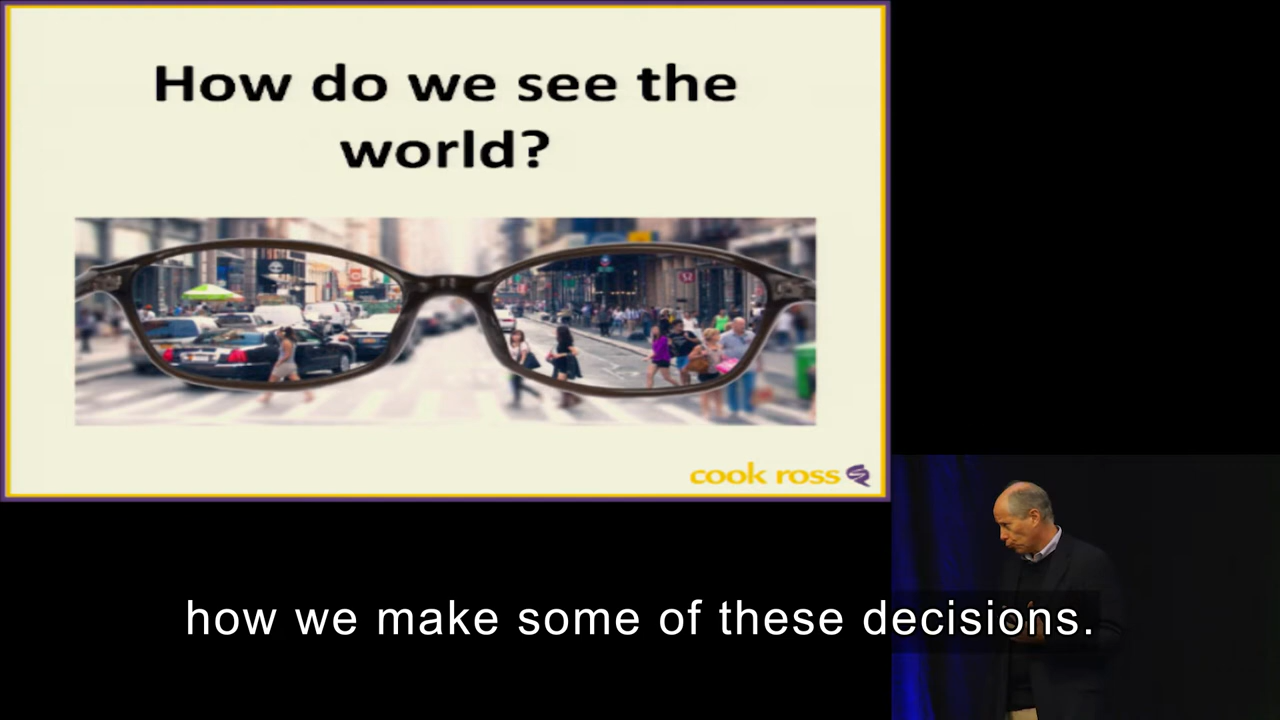 How do we see the
world?
cook ross
how we make some of these decisions.